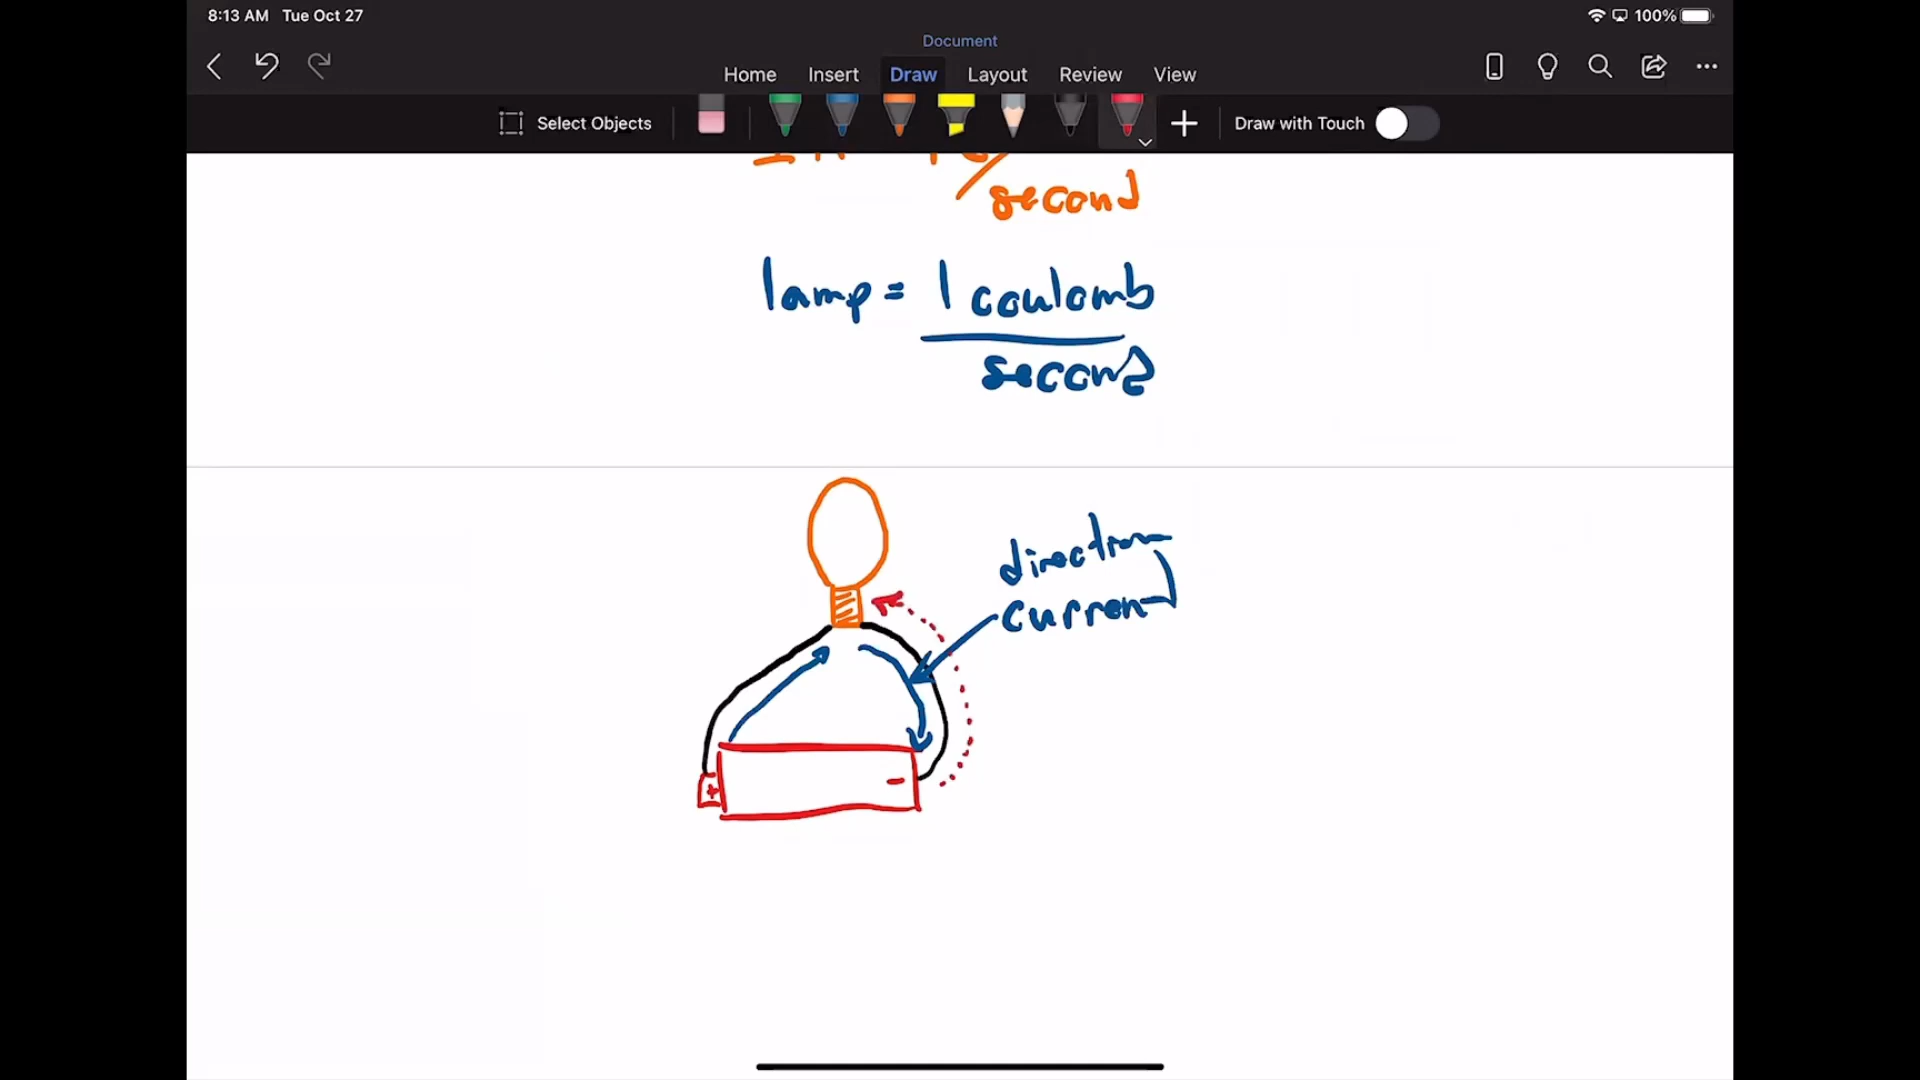 8:13 AM Tue Oct 27
100%
Document
Home Insert Draw Layout Review View
Select Objects
Draw with Touch
second
1amp = 1 coulomb
second
direction
current
+
-